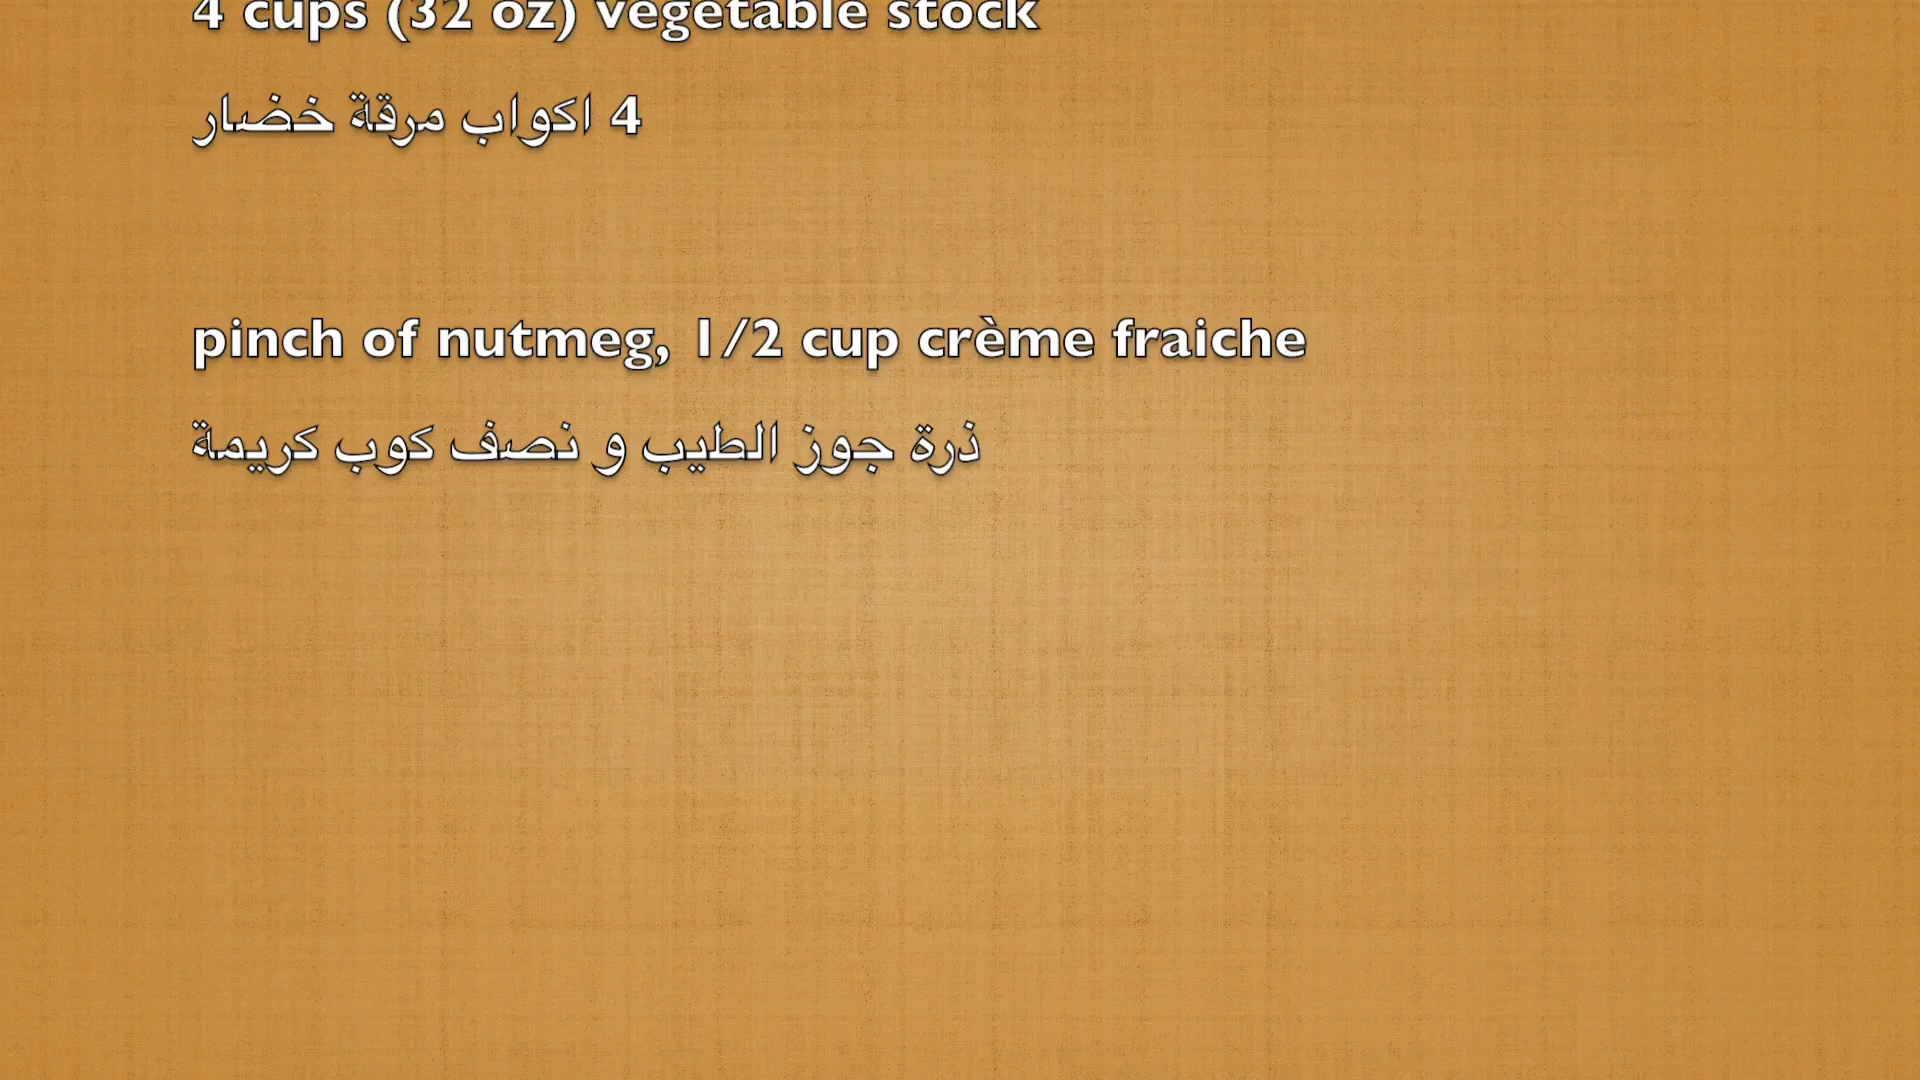 4 cups (32 oz) vegetable stock
4 اكواب مرقة خضار
pinch of nutmeg, 1/2 cup crème fraiche
ذرة جوز الطيب و نصف كوب كريمة